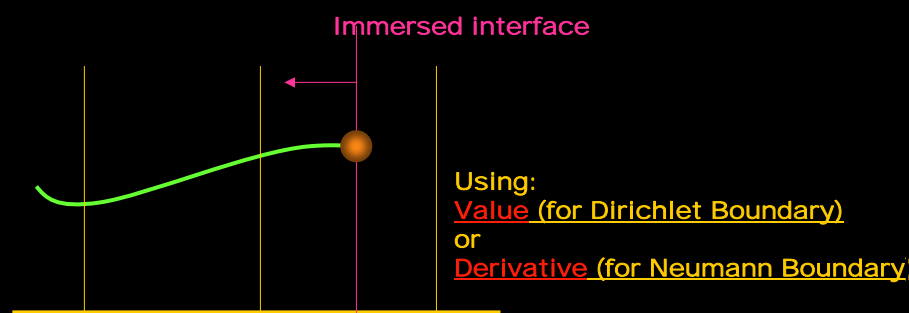 Immersed interface
Using:
Value (for Dirichlet Boundary)
or
Derivative (for Neumann Boundary)